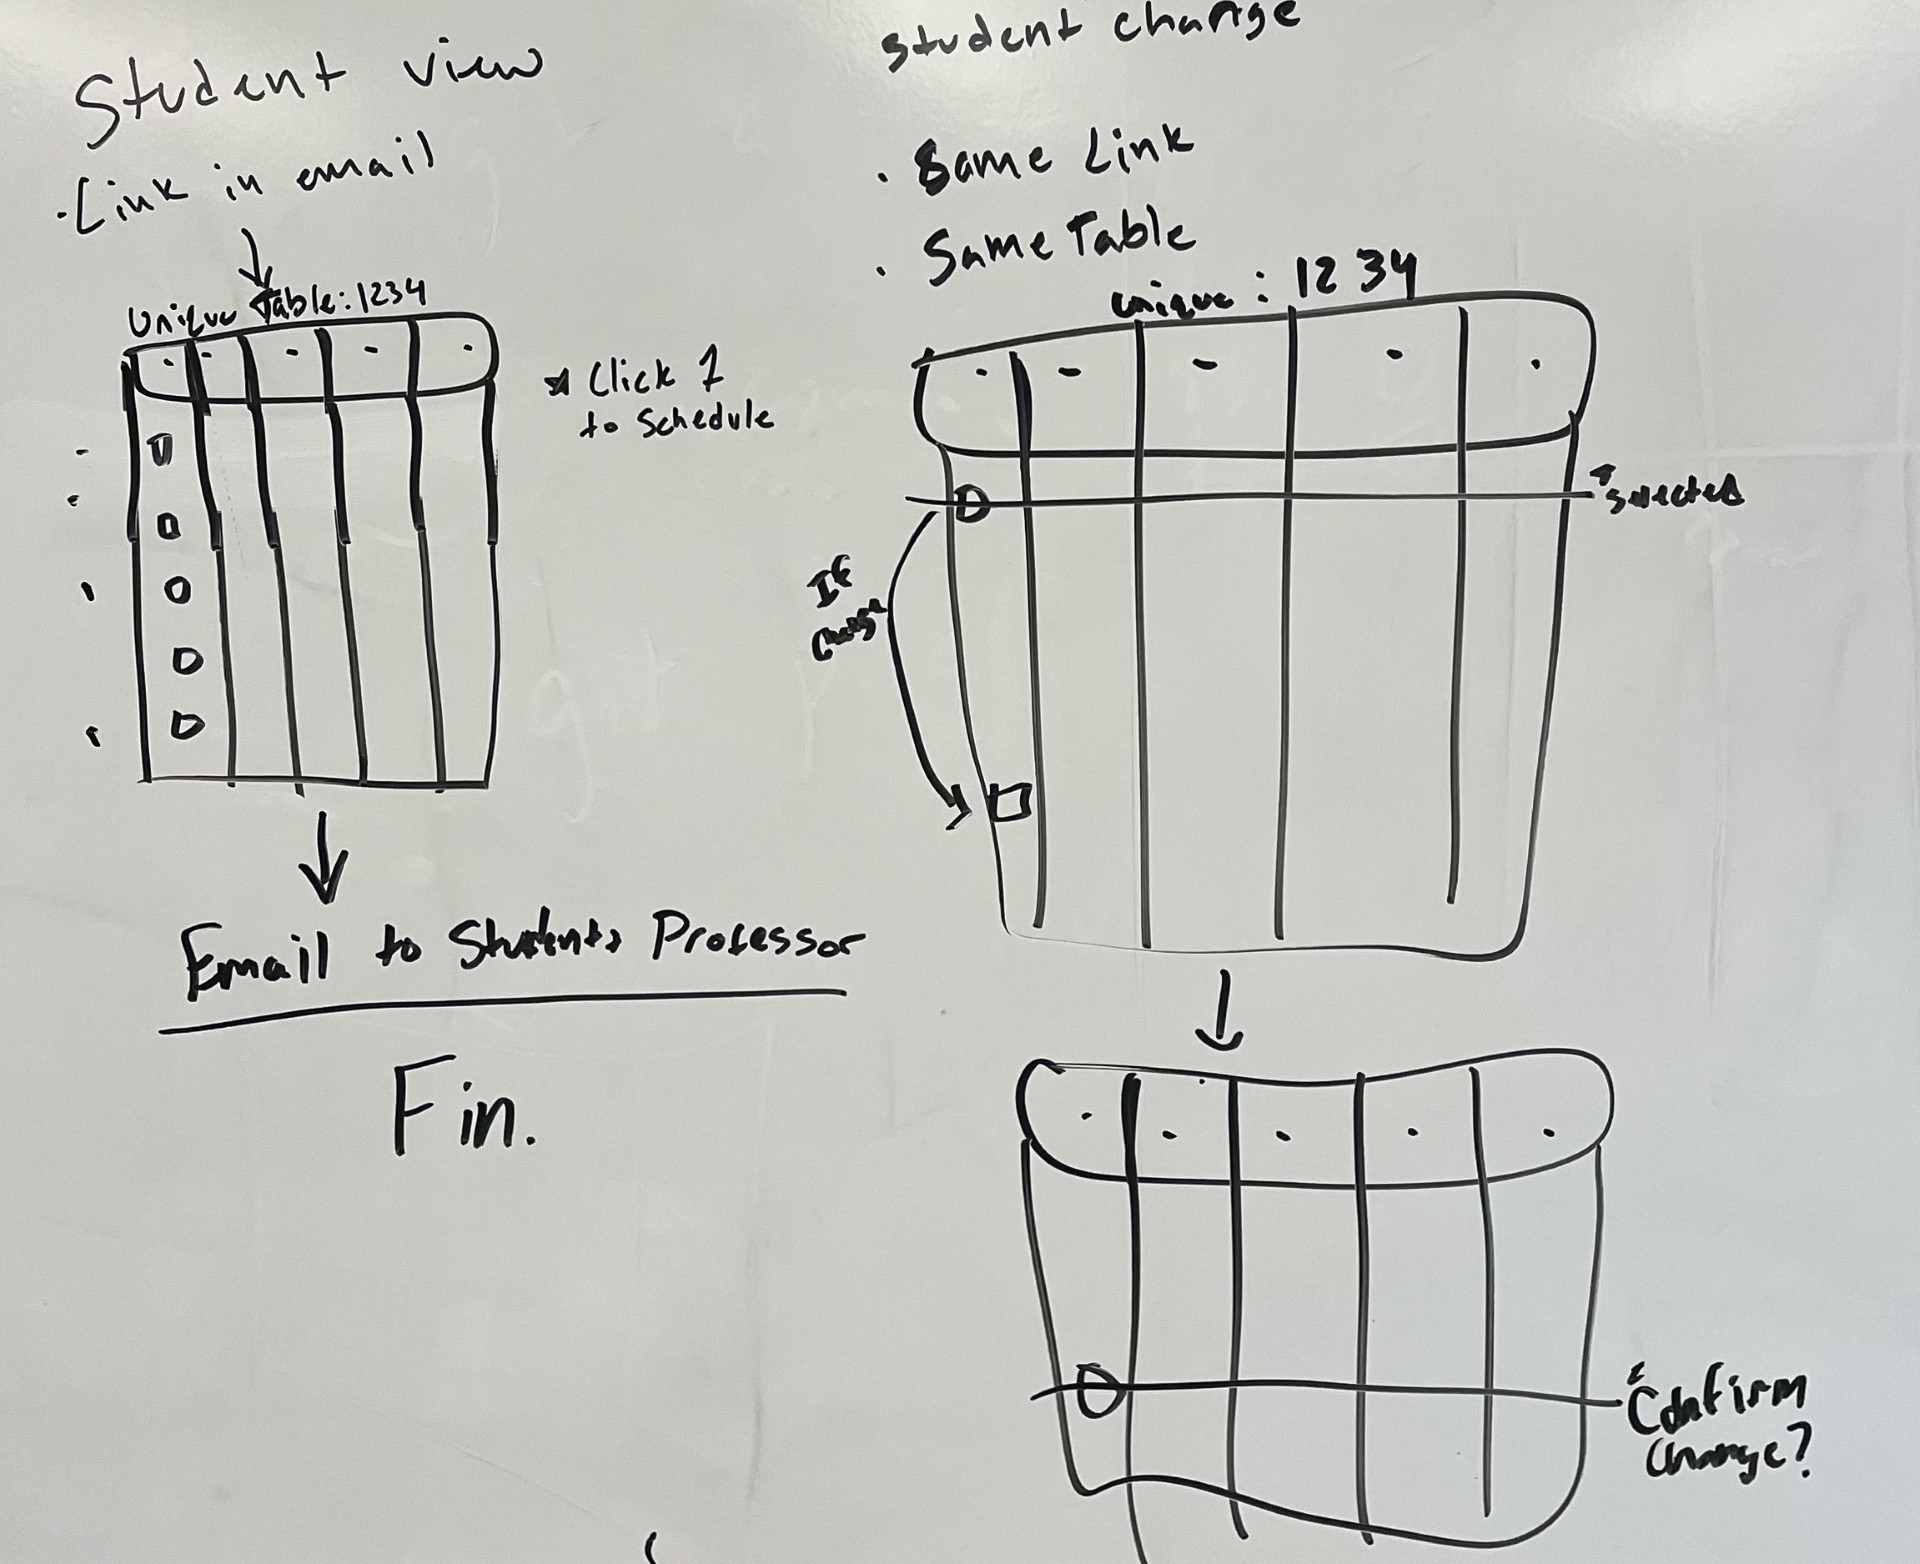 Student view
· Link in email
Unique Table: 1234
* Click 1
to Schedule
Email to Students Professor
Fin.
student change
· Same Link
· Same Table
unique: 1234
selected
If
change
Confirm
change?